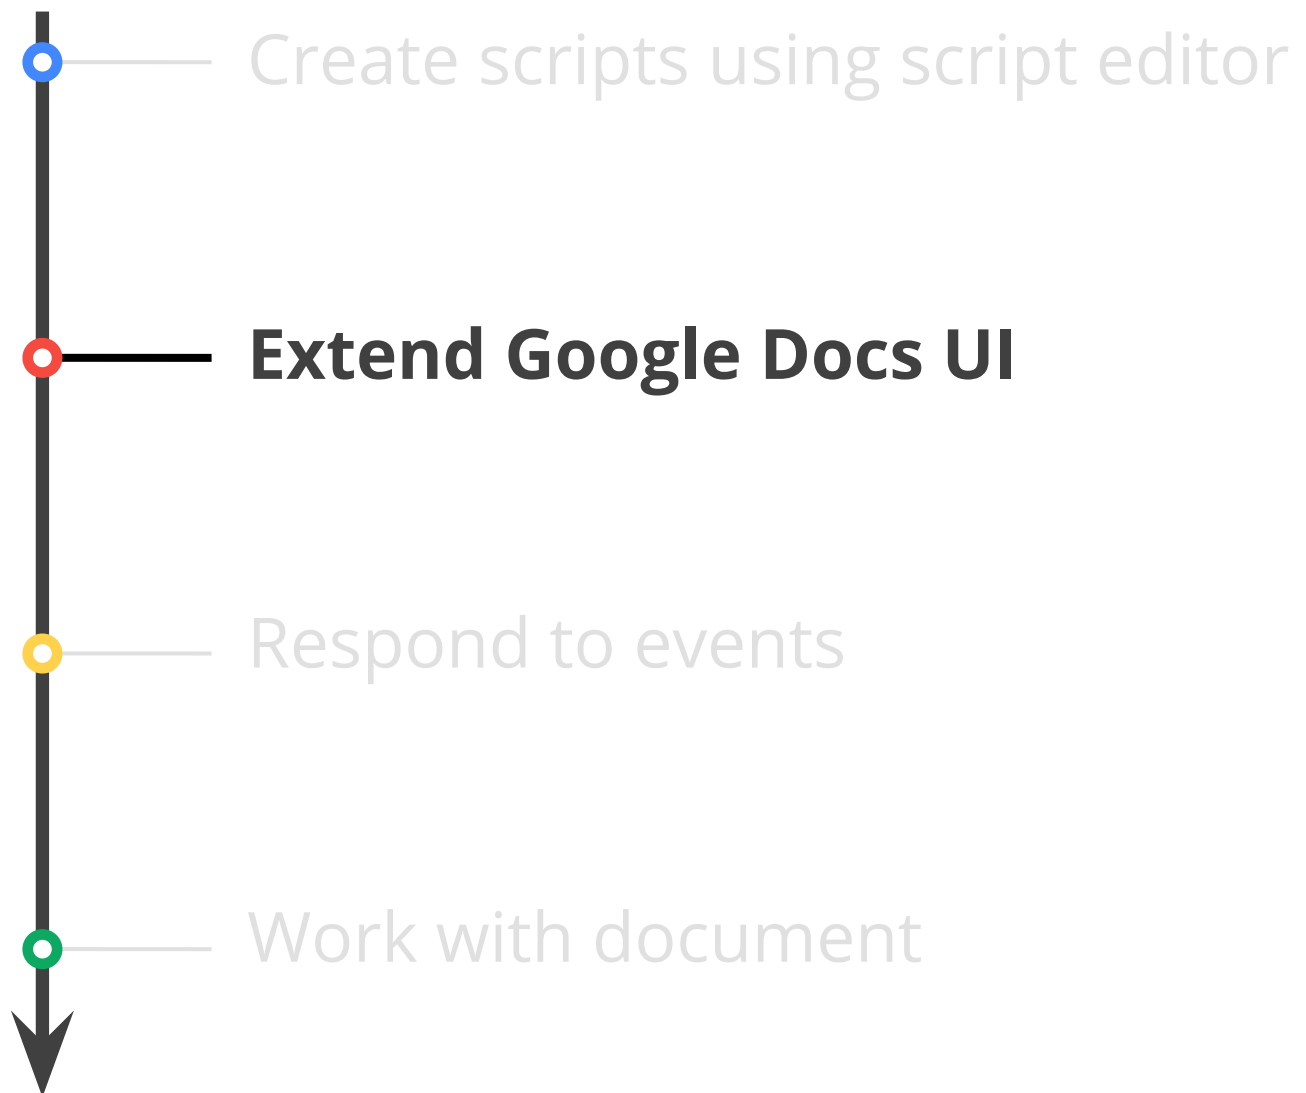 Create scripts using script editor
Extend Google Docs UI
Respond to events
Work with document